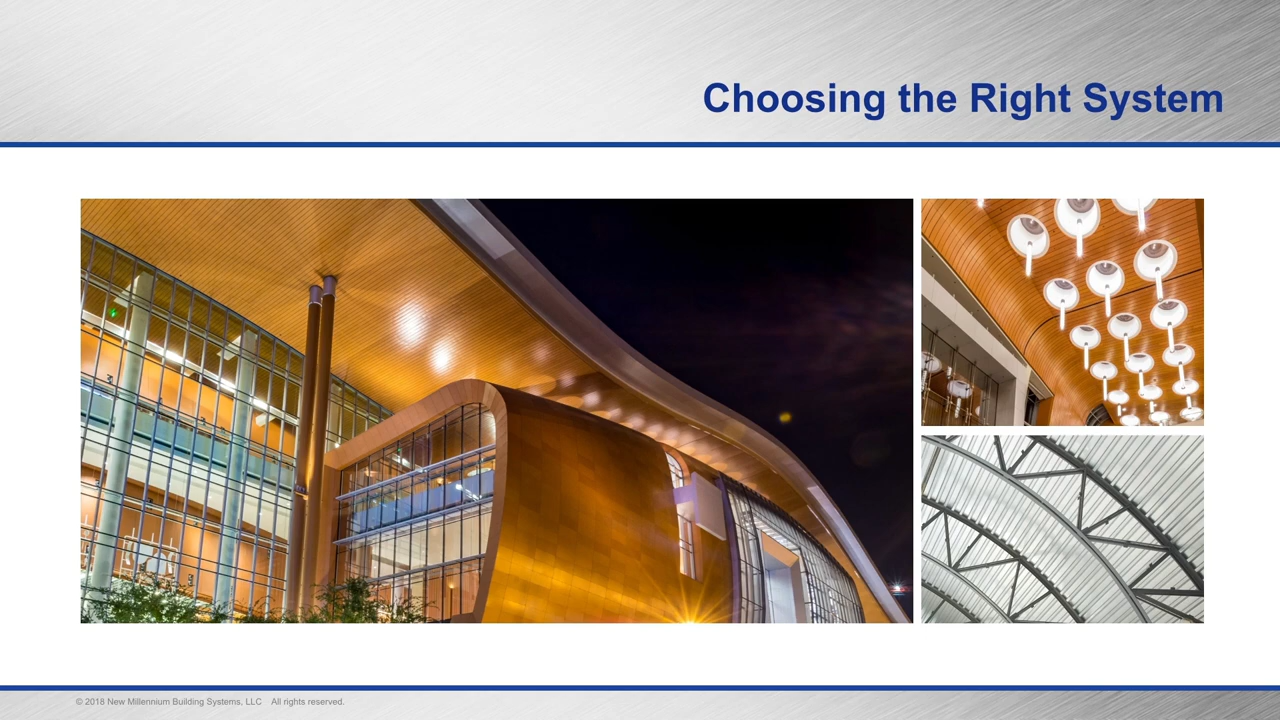 Choosing the Right System
© 2018 New Millennium Building Systems, LLC All rights reserved.